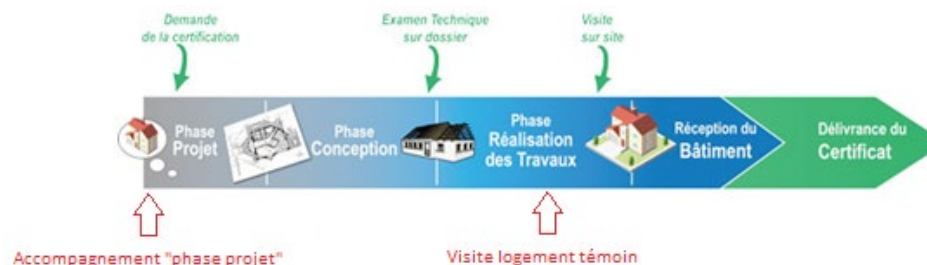 Demande
de la certification
Examen Technique
sur dossier
Visite
sur site
Phase
Projet
Phase
Conception
Phase
Réalisation
des Travaux
Réception du
Bâtiment
Délivrance du
Certificat
Accompagnement "phase projet"
Visite logement témoin